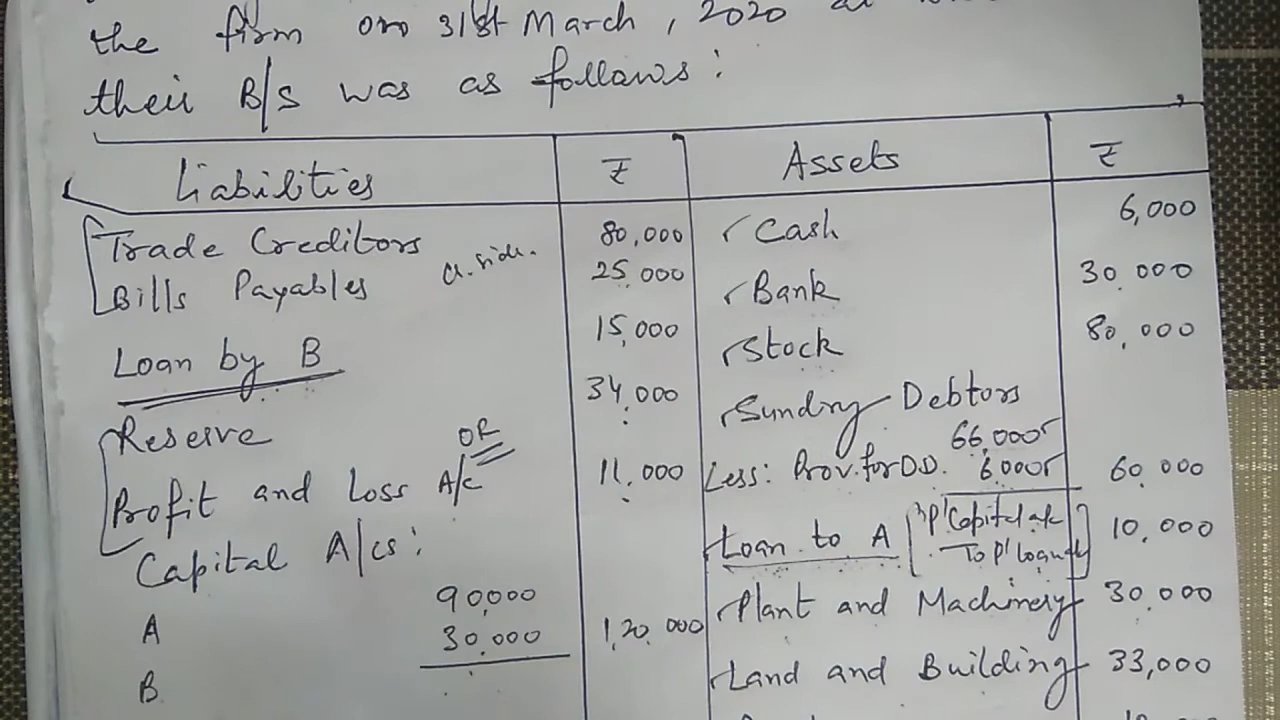 the firm on 31st March, 2020 at
their B/S was as follows:
Liabilities ₹ Assets ₹
Trade Creditors 80,000 Cash 6,000
Bills Payables 25,000 Bank 30,000
Loan by B 15,000 Stock 80,000
Reserve 34,000 Sundry Debtors 66,000
Profit and Loss A/c OR 11,000 Less: Prov. for D.D. 6,000 60,000
Capital A/cs: Loan to A P' Capital a/c 10,000
To P' loan
A 90,000 Plant and Machinery 30,000
B 30,000 1,20,000 Land and Building 33,000